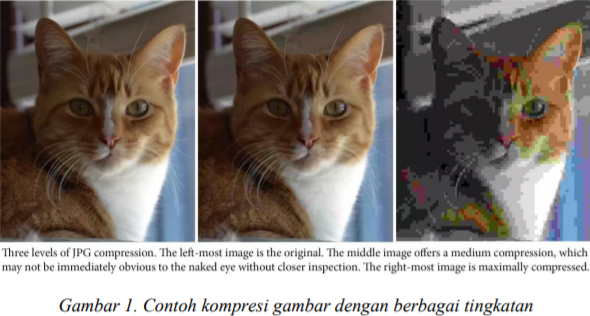 Three levels of JPG compression. The left-most image is the original. The middle image offers a medium compression, which
may not be immediately obvious to the naked eye without closer inspection. The right-most image is maximally compressed.
Gambar 1. Contoh kompresi gambar dengan berbagai tingkatan